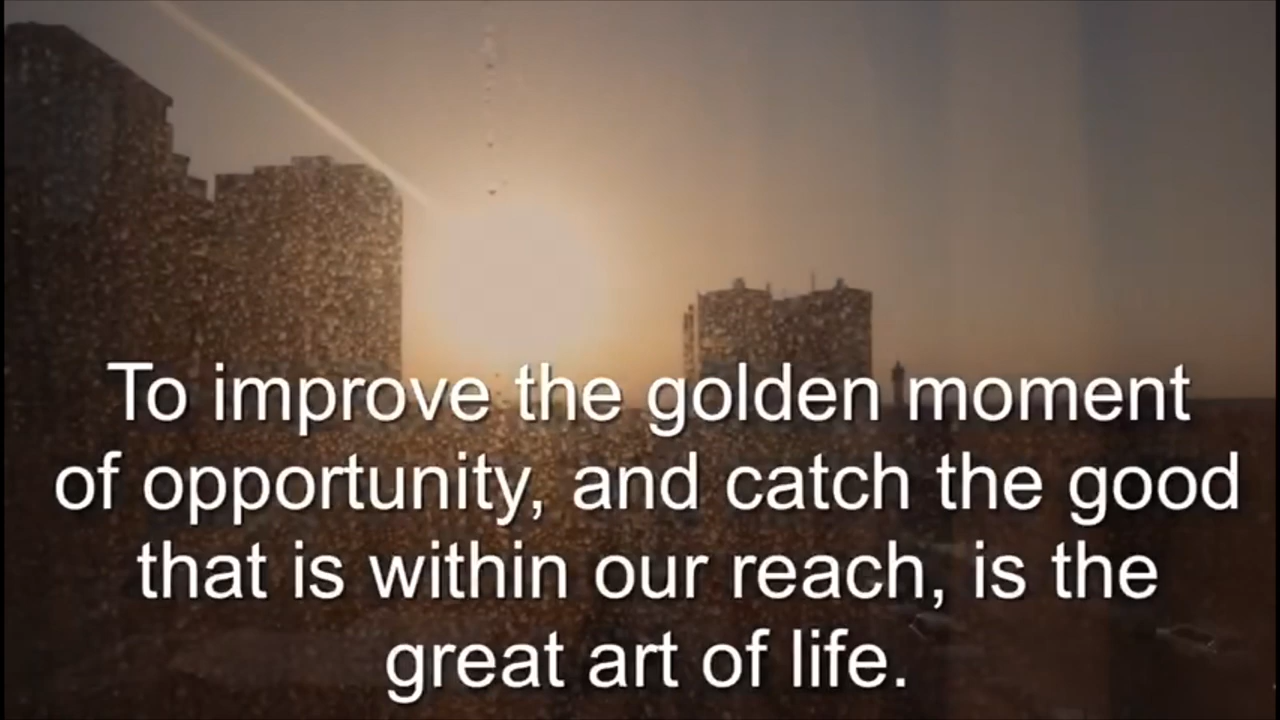 To improve the golden moment
of opportunity, and catch the good
that is within our reach, is the
great art of life.